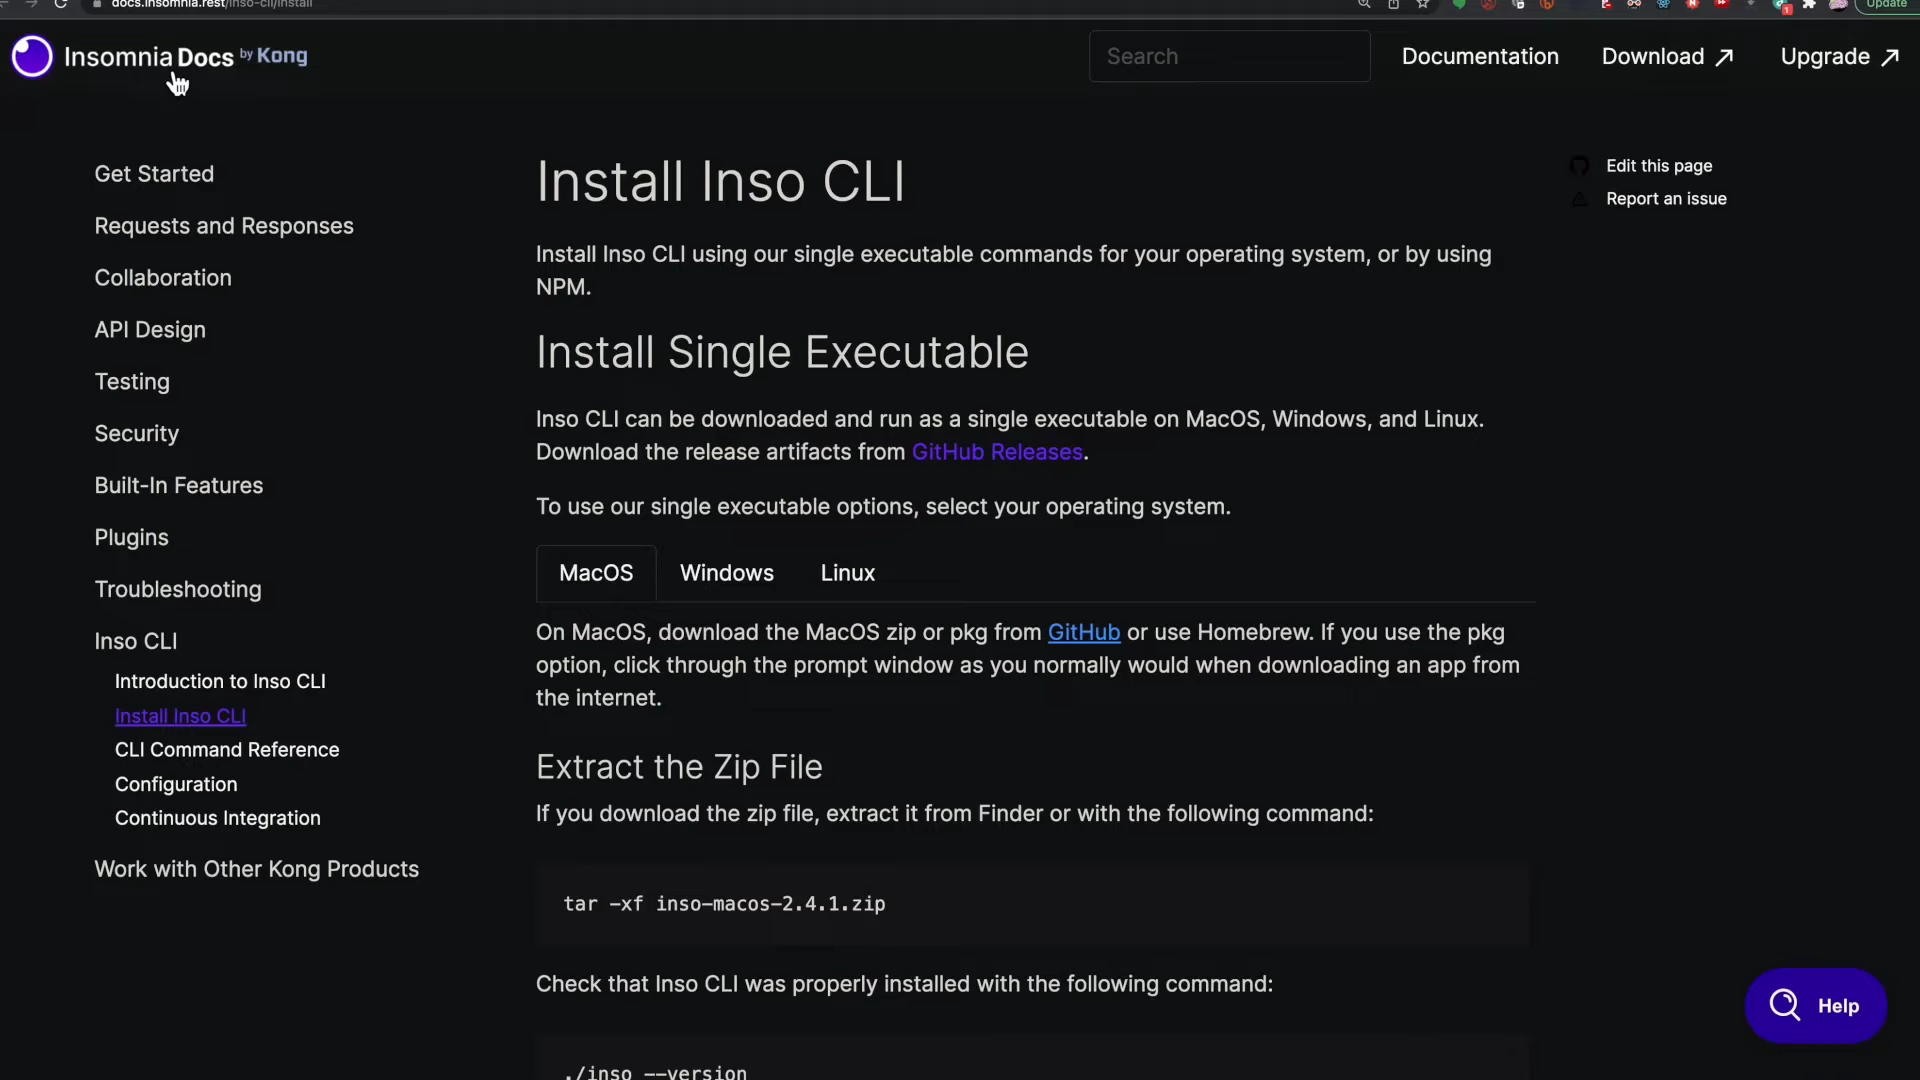 docs.insomnia.rest/inso-cli/install
Update
Insomnia Docs by Kong
Search
Documentation
Download ↗
Upgrade ↗
Get Started
Requests and Responses
Collaboration
API Design
Testing
Security
Built-In Features
Plugins
Troubleshooting
Inso CLI
Introduction to Inso CLI
Install Inso CLI
CLI Command Reference
Configuration
Continuous Integration
Work with Other Kong Products
Install Inso CLI
Install Inso CLI using our single executable commands for your operating system, or by using
NPM.
Install Single Executable
Inso CLI can be downloaded and run as a single executable on MacOS, Windows, and Linux.
Download the release artifacts from GitHub Releases.
To use our single executable options, select your operating system.
MacOS
Windows
Linux
On MacOS, download the MacOS zip or pkg from GitHub or use Homebrew. If you use the pkg
option, click through the prompt window as you normally would when downloading an app from
the internet.
Extract the Zip File
If you download the zip file, extract it from Finder or with the following command:
tar -xf inso-macos-2.4.1.zip
Check that Inso CLI was properly installed with the following command:
./inso --version
Edit this page
Report an issue
Help